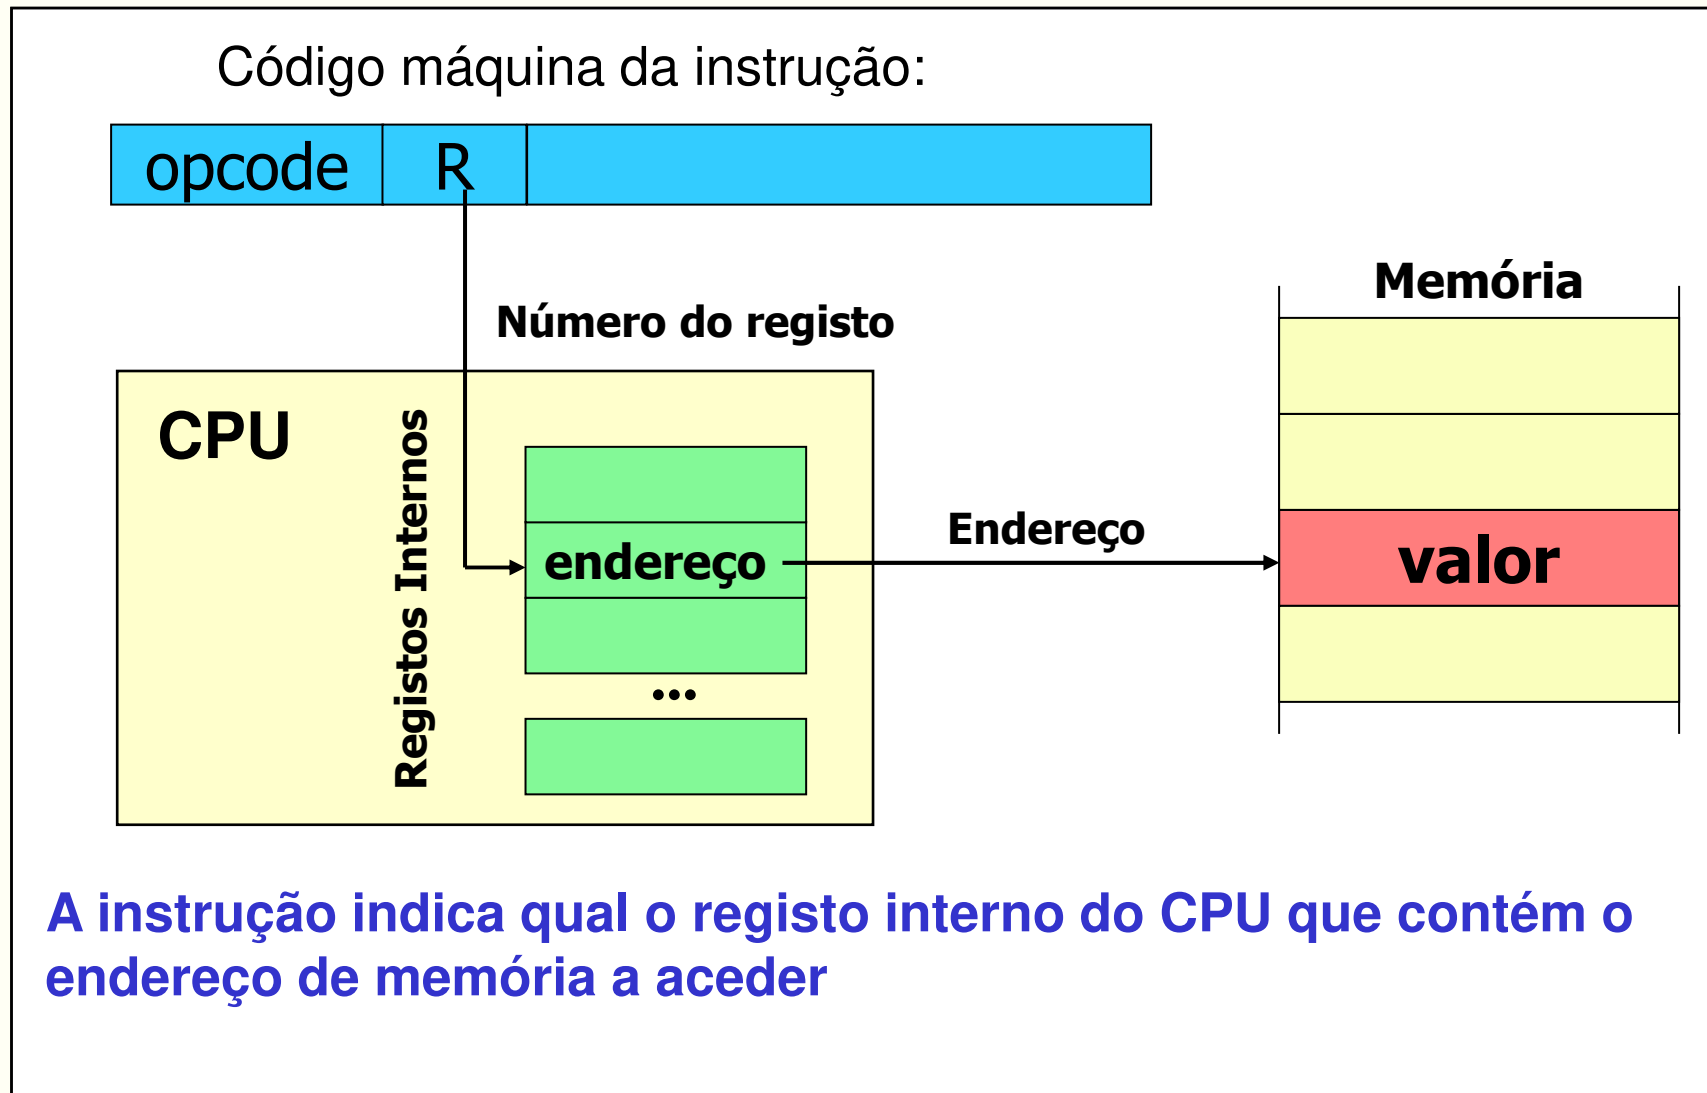 Código máquina da instrução:
opcode R
Número do registo
Memória
CPU
Registos Internos
endereço
Endereço
valor
...
A instrução indica qual o registo interno do CPU que contém o
endereço de memória a aceder